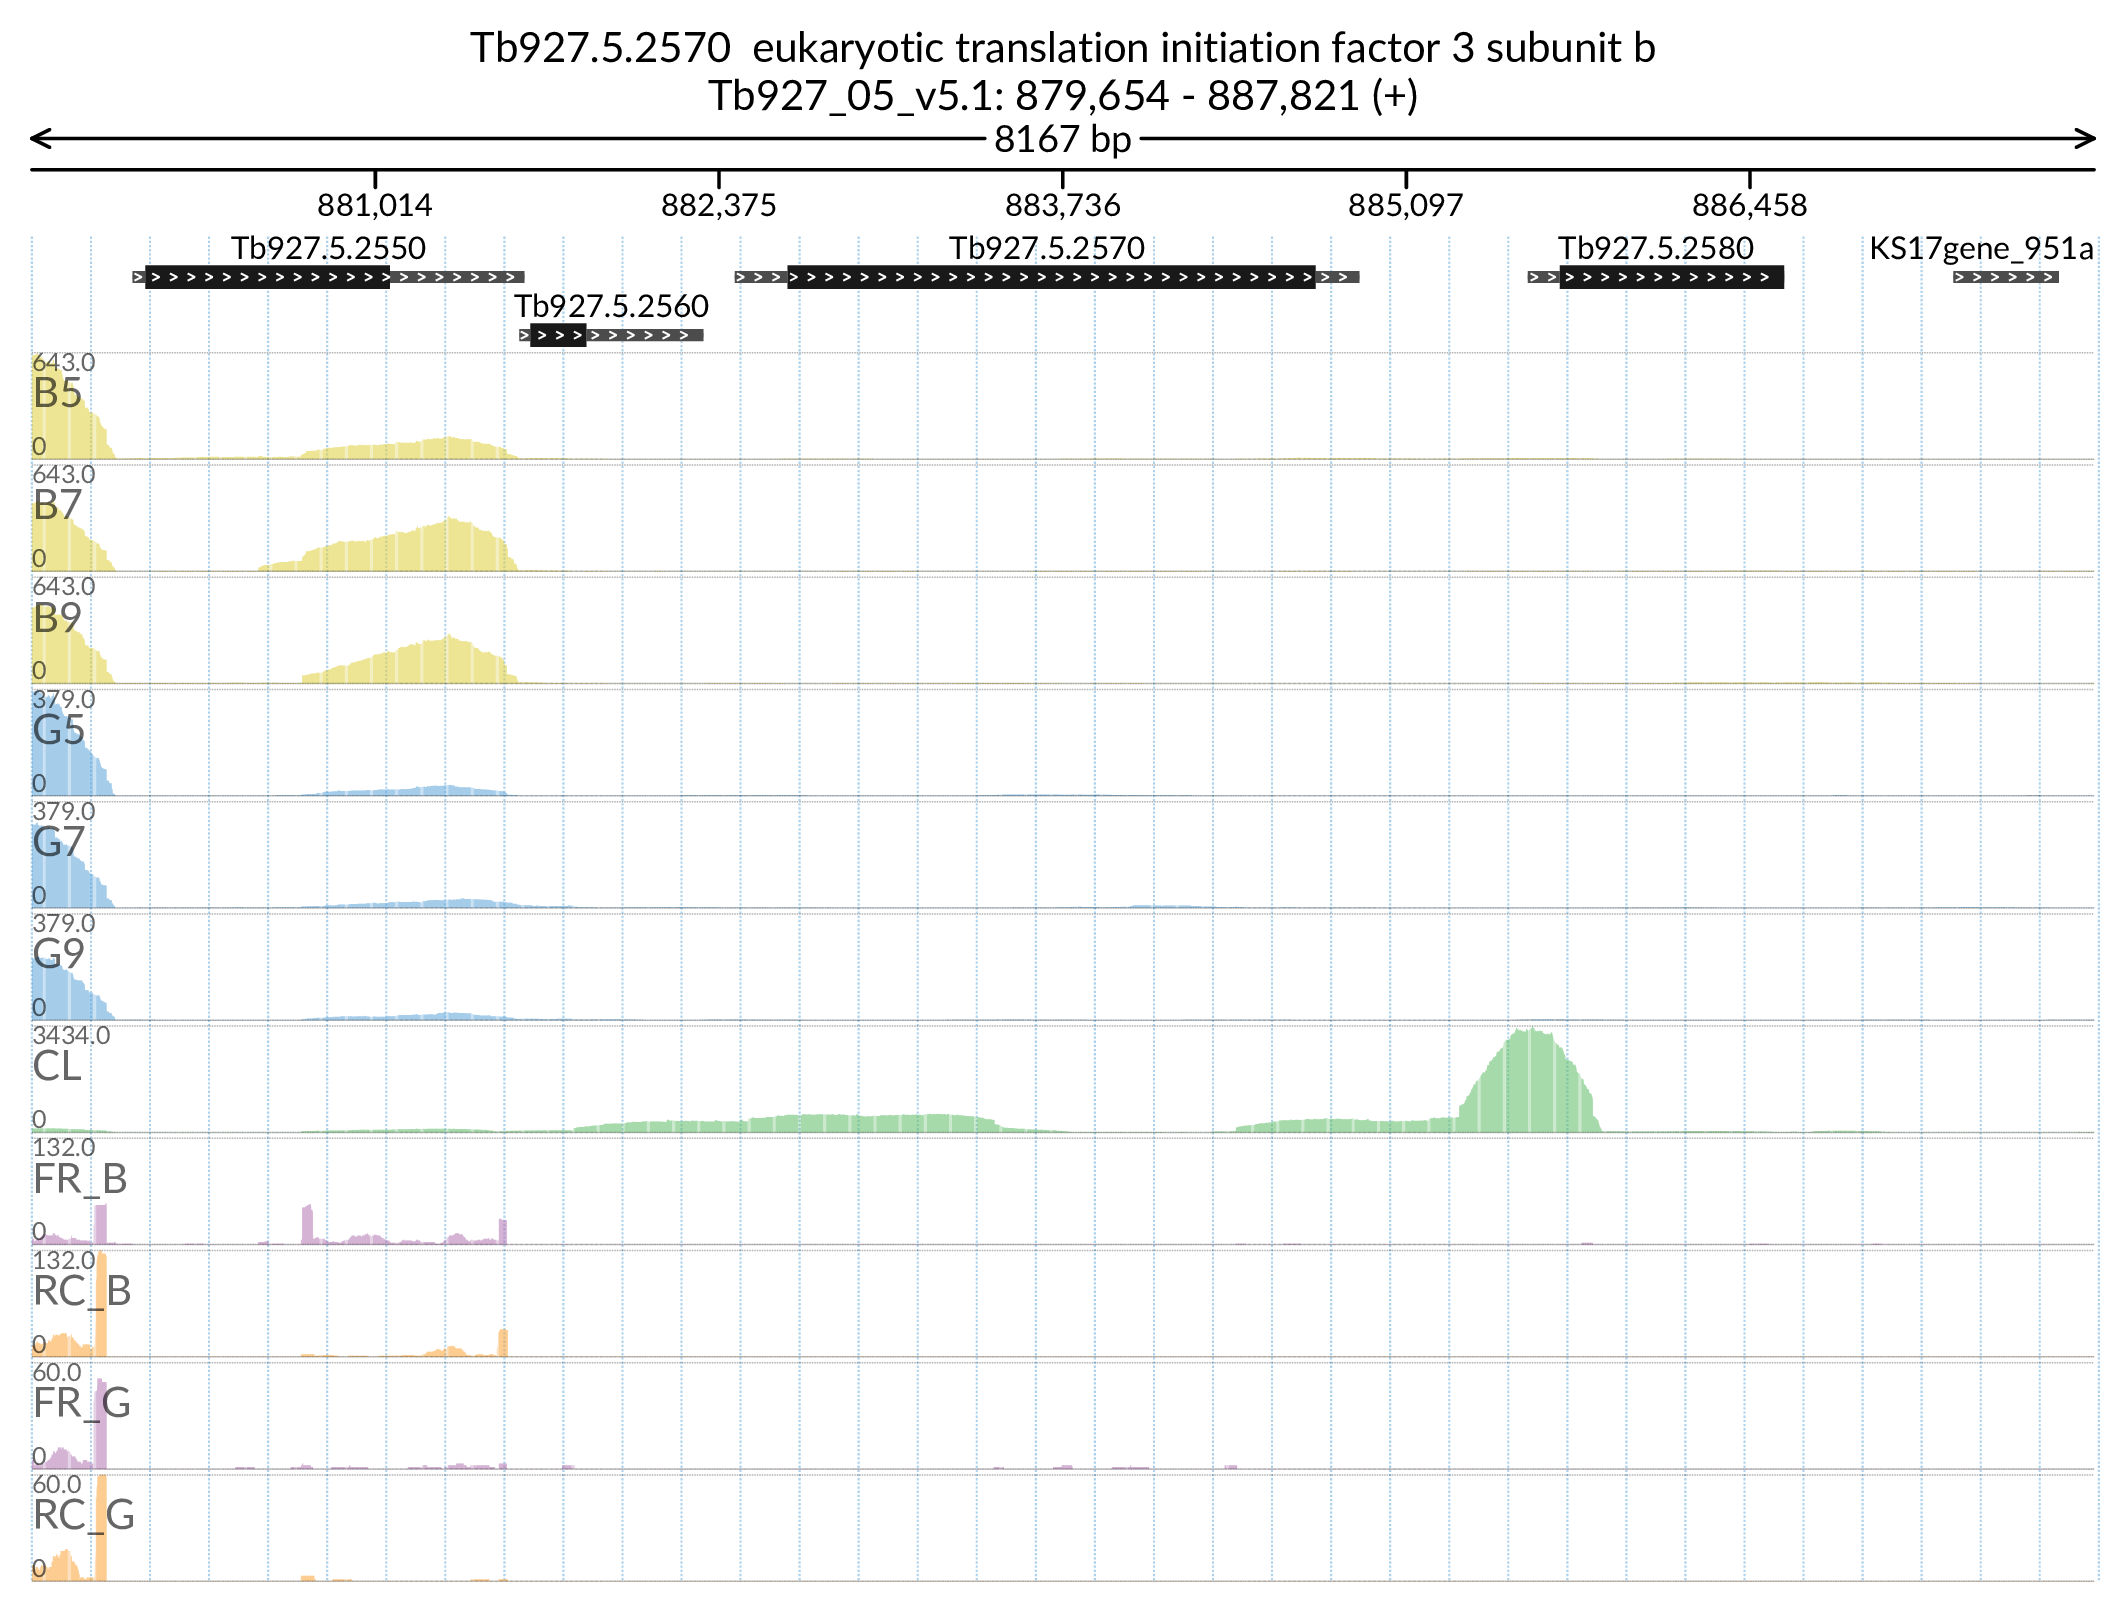 Tb927.5.2570  eukaryotic translation initiation factor 3 subunit b
Tb927_05_v5.1: 879,654 - 887,821 (+)
8167 bp
881,014 882,375 883,736 885,097 886,458
Tb927.5.2550 Tb927.5.2570 Tb927.5.2580 KS17gene_951a
Tb927.5.2560
643.0
B5
0
643.0
B7
0
643.0
B9
0
379.0
G5
0
379.0
G7
0
379.0
G9
0
3434.0
CL
0
132.0
FR_B
0
132.0
RC_B
0
60.0
FR_G
0
60.0
RC_G
0